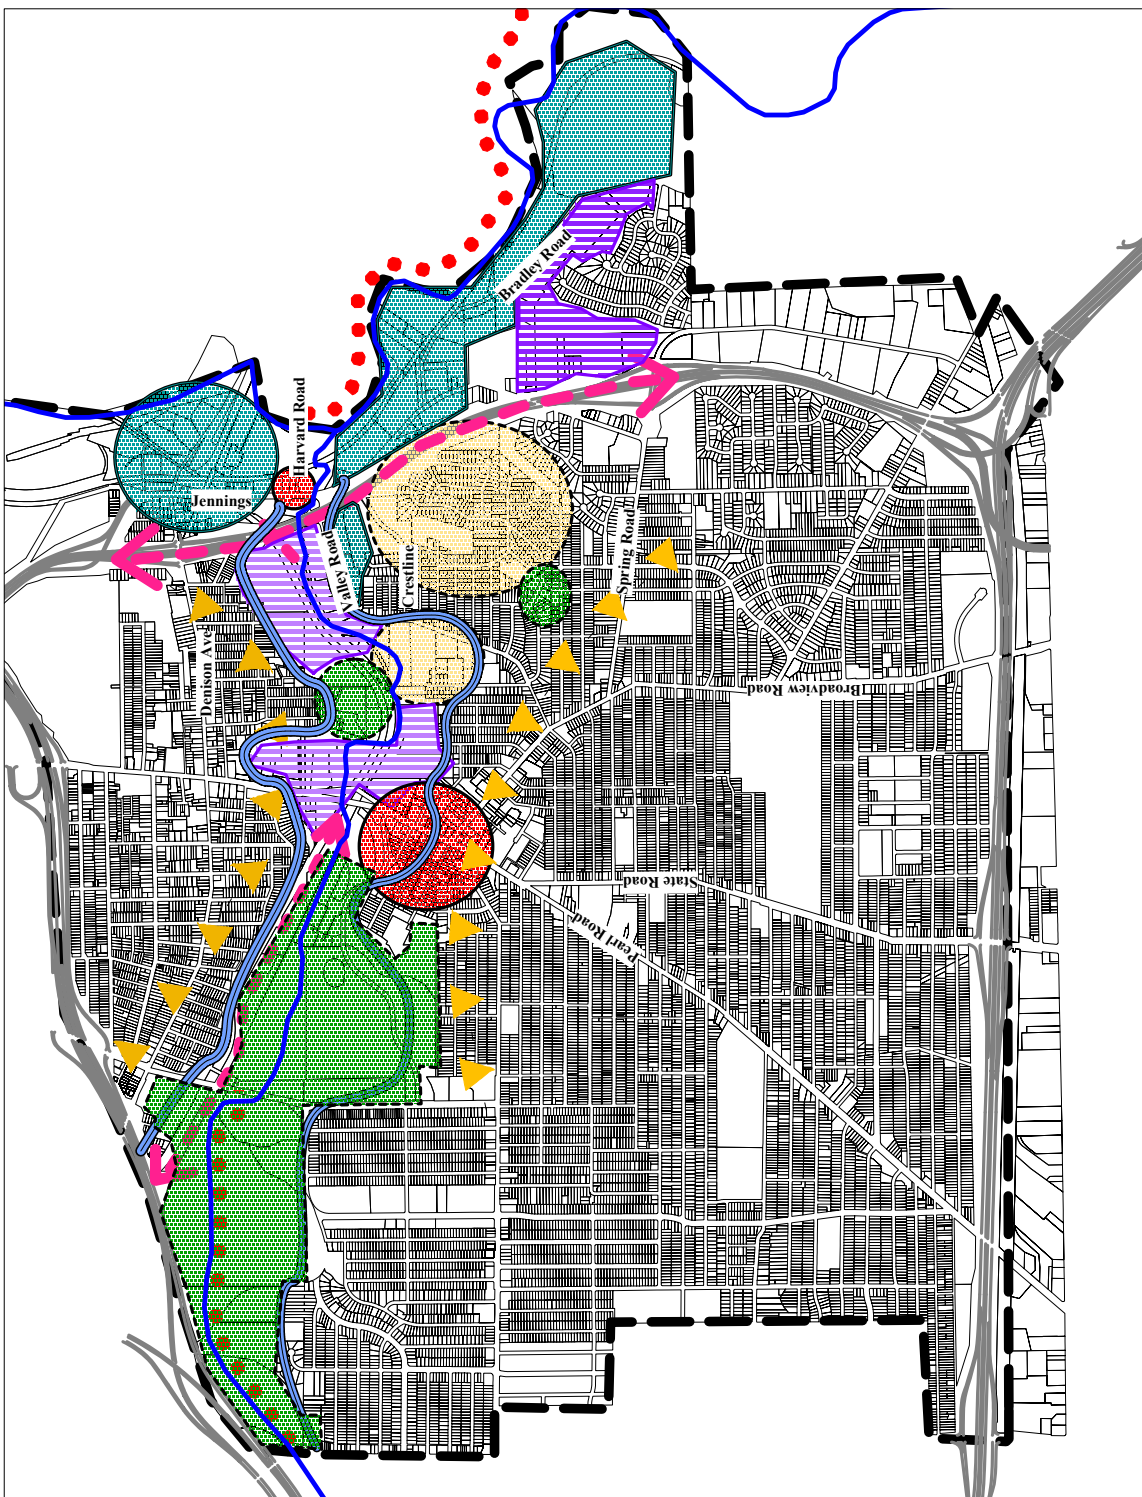 Bradley Road
Harvard Road
Jennings
Valley Road
Crestline
Spring Road
Denison Ave
Broadview Road
State Road
Pearl Road